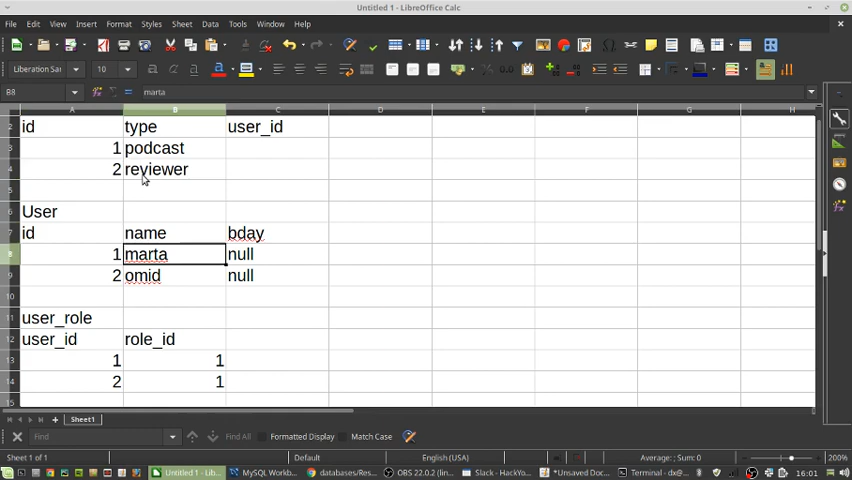 Untitled 1 - LibreOffice Calc
File Edit View Insert Format Styles Sheet Data Tools Window Help
Liberation San 10
B8 marta
A B C D E F G H
2 id type user_id
3 1 podcast
4 2 reviewer
5
6 User
7 id name bday
8 1 marta null
9 2 omid null
10
11 user_role
12 user_id role_id
13 1 1
14 2 1
15
Sheet1
Find Find All Formatted Display Match Case
Sheet 1 of 1 Default English (USA) Average: ; Sum: 0 200%
Menu Untitled 1 - Lib... MySQL Workb... databases/Res... OBS 22.0.2 (... Slack - HackYo... *Unsaved Doc... Terminal - dx@... 16:01